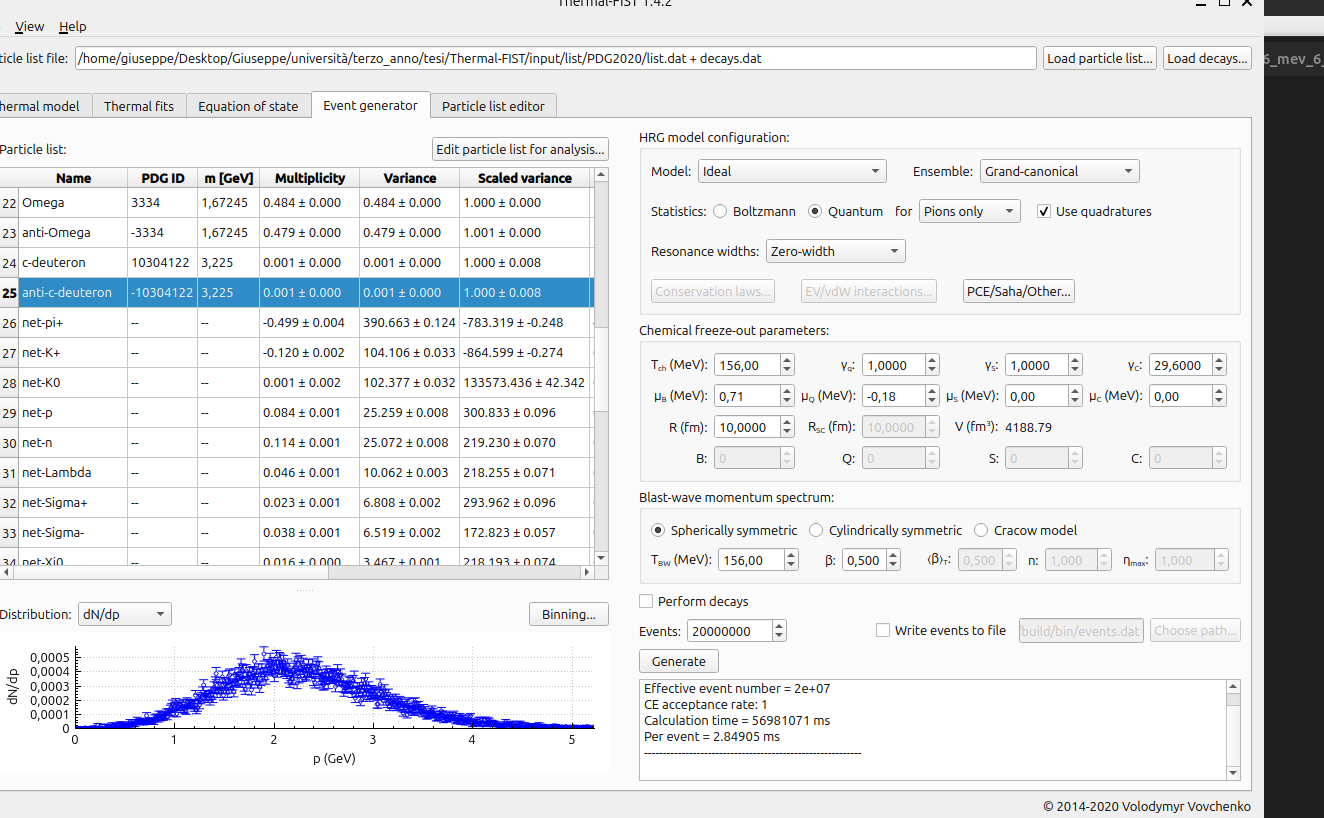 Thermal-FIST 1.4.2
View Help
ticle list file: /home/giuseppe/Desktop/Giuseppe/università/terzo_anno/tesi/Thermal-FIST/input/list/PDG2020/list.dat + decays.dat Load particle list... Load decays...
6_mev_6_
hermal model Thermal fits Equation of state Event generator Particle list editor
Particle list: Edit particle list for analysis...
Name PDG ID m [GeV] Multiplicity Variance Scaled variance
22 Omega 3334 1,67245 0.484 ± 0.000 0.484 ± 0.000 1.000 ± 0.000
23 anti-Omega -3334 1,67245 0.479 ± 0.000 0.479 ± 0.000 1.001 ± 0.000
24 c-deuteron 10304122 3,225 0.001 ± 0.000 0.001 ± 0.000 1.000 ± 0.008
25 anti-c-deuteron -10304122 3,225 0.001 ± 0.000 0.001 ± 0.000 1.000 ± 0.008
26 net-pi+ -- -- -0.499 ± 0.004 390.663 ± 0.124 -783.319 ± -0.248
27 net-K+ -- -- -0.120 ± 0.002 104.106 ± 0.033 -864.599 ± -0.274
28 net-K0 -- -- 0.001 ± 0.002 102.377 ± 0.032 133573.436 ± 42.342
29 net-p -- -- 0.084 ± 0.001 25.259 ± 0.008 300.833 ± 0.096
30 net-n -- -- 0.114 ± 0.001 25.072 ± 0.008 219.230 ± 0.070
31 net-Lambda -- -- 0.046 ± 0.001 10.062 ± 0.003 218.255 ± 0.071
32 net-Sigma+ -- -- 0.023 ± 0.001 6.808 ± 0.002 293.962 ± 0.096
33 net-Sigma- -- -- 0.038 ± 0.001 6.519 ± 0.002 172.823 ± 0.057
34 net-Xi0 -- -- 0.016 ± 0.001 3.467 ± 0.001 218.193 ± 0.074
Distribution: dN/dp Binning...
dN/dp
0,0005
0,0004
0,0003
0,0002
0,0001
0
0 1 2 3 4 5
p (GeV)
HRG model configuration:
Model: Ideal Ensemble: Grand-canonical
Statistics: Boltzmann Quantum for Pions only Use quadratures
Resonance widths: Zero-width
Conservation laws... EV/vdW interactions... PCE/Saha/Other...
Chemical freeze-out parameters:
Tch (MeV): 156,00 γq: 1,0000 γS: 1,0000 γC: 29,6000
μB (MeV): 0,71 μQ (MeV): -0,18 μS (MeV): 0,00 μC (MeV): 0,00
R (fm): 10,0000 RSC (fm): 10,0000 V (fm³): 4188.79
B: 0 Q: 0 S: 0 C: 0
Blast-wave momentum spectrum:
Spherically symmetric Cylindrically symmetric Cracow model
TBW (MeV): 156,00 β: 0,500 ⟨β⟩T: 0,500 n: 1,000 ηmax: 1,000
Perform decays
Events: 20000000 Write events to file build/bin/events.dat Choose path...
Generate
Effective event number = 2e+07
CE acceptance rate: 1
Calculation time = 56981071 ms
Per event = 2.84905 ms
----------------------------------------------------------
© 2014-2020 Volodymyr Vovchenko